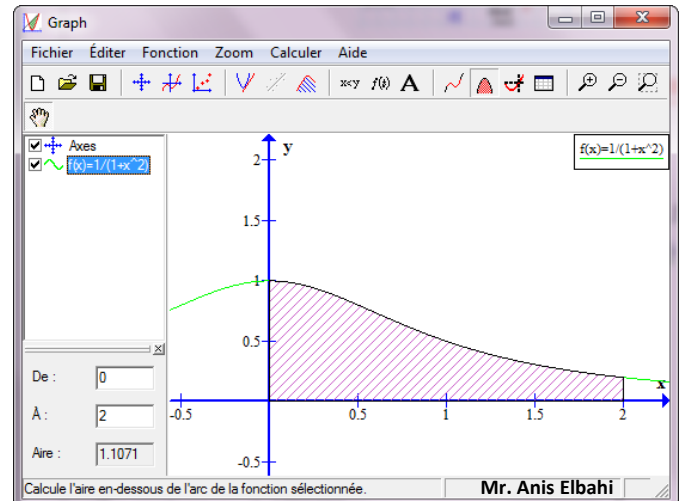 Graph
Fichier Éditer Fonction Zoom Calculer Aide
x<y f(x) A
Axes
f(x)=1/(1+x^2)
De : 0
À : 2
Aire : 1.1071
y
2
1.5
1
0.5
-0.5
-0.5 0.5 1 1.5 2
x
f(x)=1/(1+x^2)
Calcule l'aire en-dessous de l'arc de la fonction sélectionnée.
Mr. Anis Elbahi